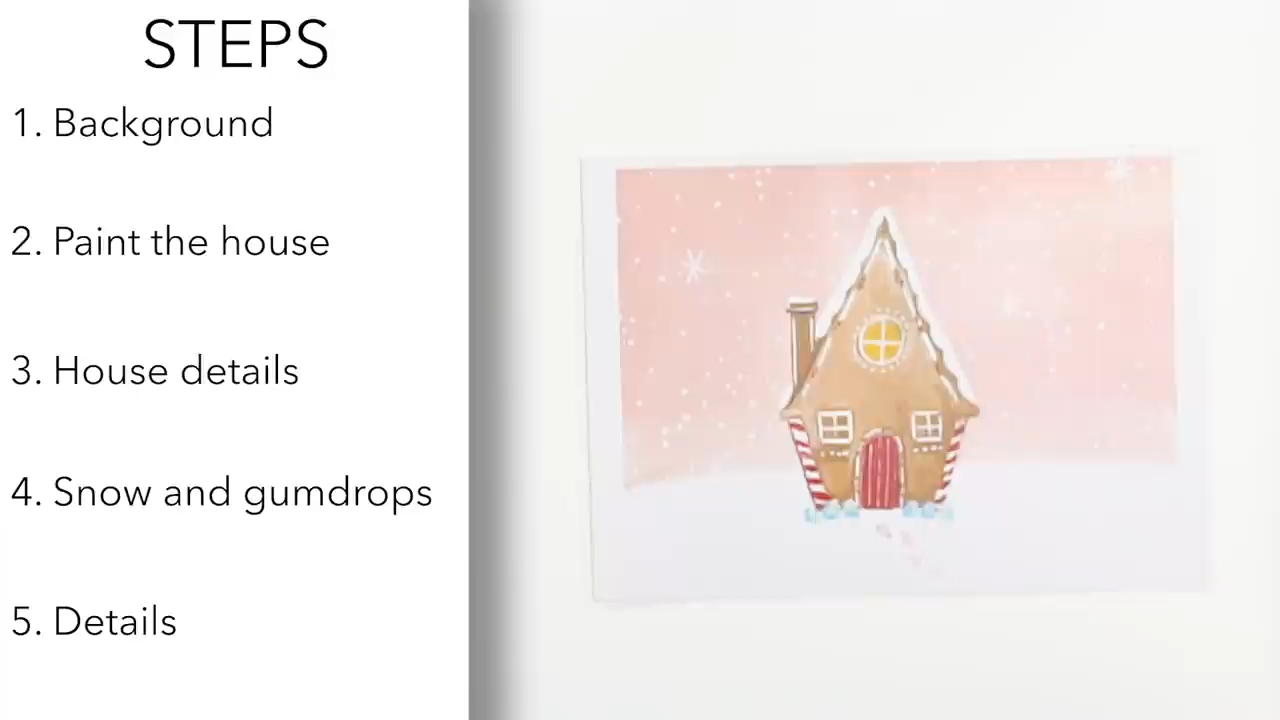 STEPS
1. Background
2. Paint the house
3. House details
4. Snow and gumdrops
5. Details